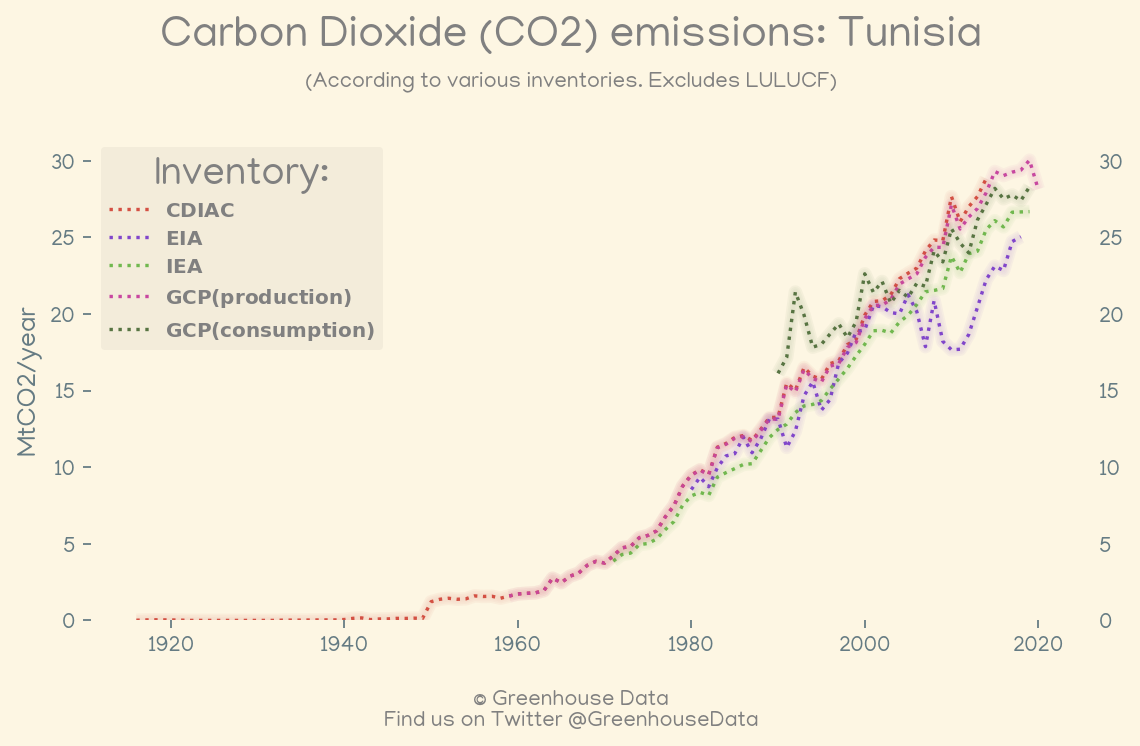 Carbon Dioxide (CO2) emissions: Tunisia
(According to various inventories. Excludes LULUCF)
Inventory:
CDIAC
EIA
IEA
GCP(production)
GCP(consumption)
MtCO2/year
30
25
20
15
10
5
0
30
25
20
15
10
5
0
1920
1940
1960
1980
2000
2020
© Greenhouse Data
Find us on Twitter @GreenhouseData